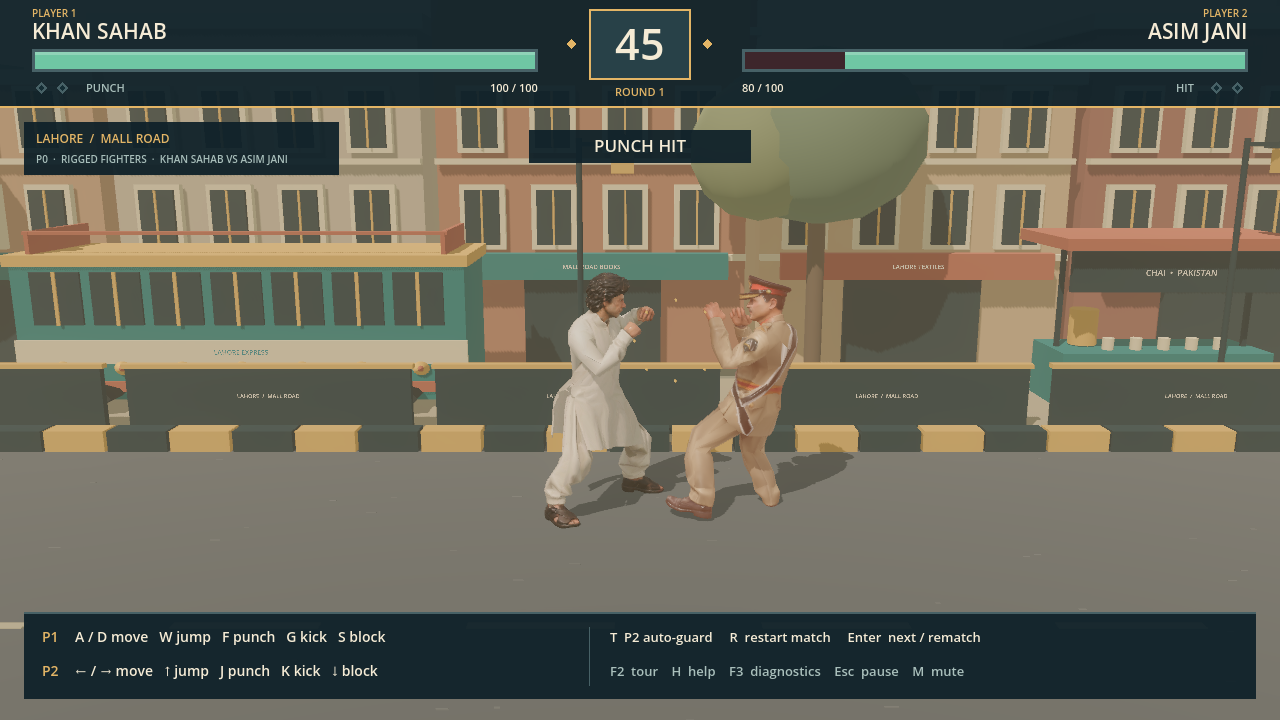 PLAYER 1
KHAN SAHAB
PUNCH
100 / 100
45
ROUND 1
PLAYER 2
ASIM JANI
80 / 100
HIT
LAHORE / MALL ROAD
P0 · RIGGED FIGHTERS · KHAN SAHAB VS ASIM JANI
PUNCH HIT
MALL ROAD BOOKS
LAHORE TEXTILES
CHAI • PAKISTAN
LAHORE EXPRESS
LAHORE / MALL ROAD
LAHORE / MALL ROAD
LAHORE / MALL ROAD
P1 A / D move W jump F punch G kick S block
P2 ← / → move ↑ jump J punch K kick ↓ block
T P2 auto-guard R restart match Enter next / rematch
F2 tour H help F3 diagnostics Esc pause M mute